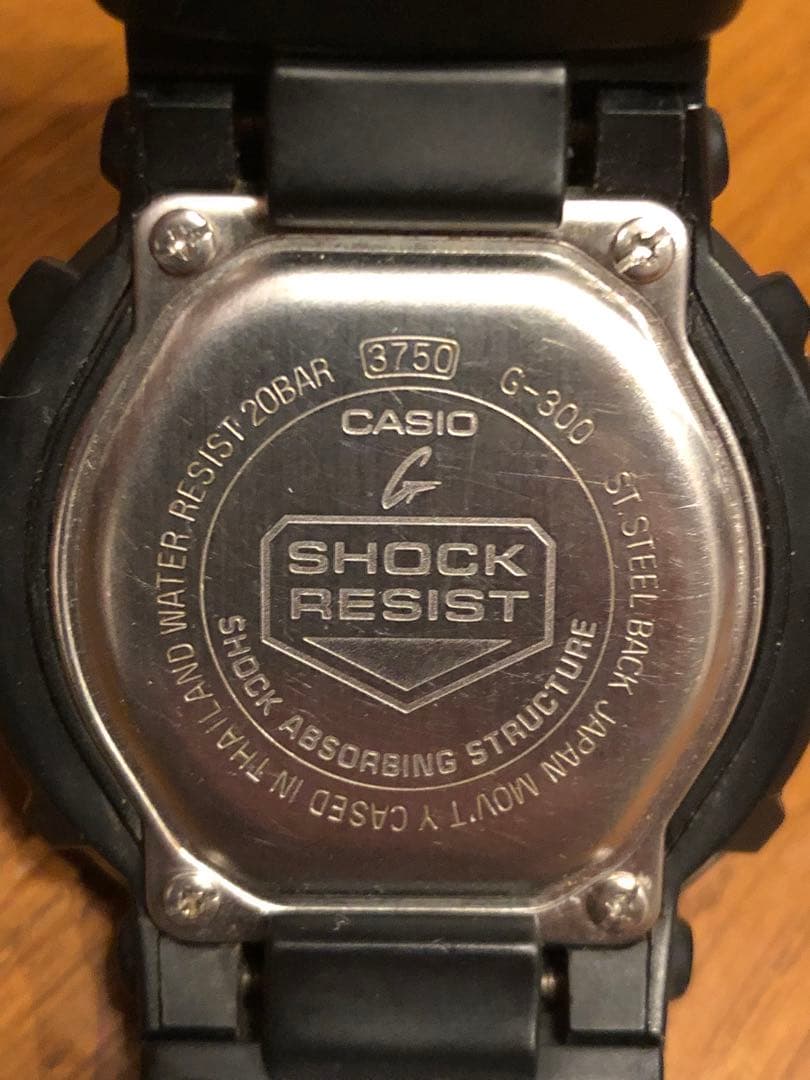 3750
G-300
WATER RESIST 20BAR
ST.STEEL BACK JAPAN MOV'T Y CASED IN THAILAND
CASIO
G
SHOCK
RESIST
SHOCK ABSORBING STRUCTURE